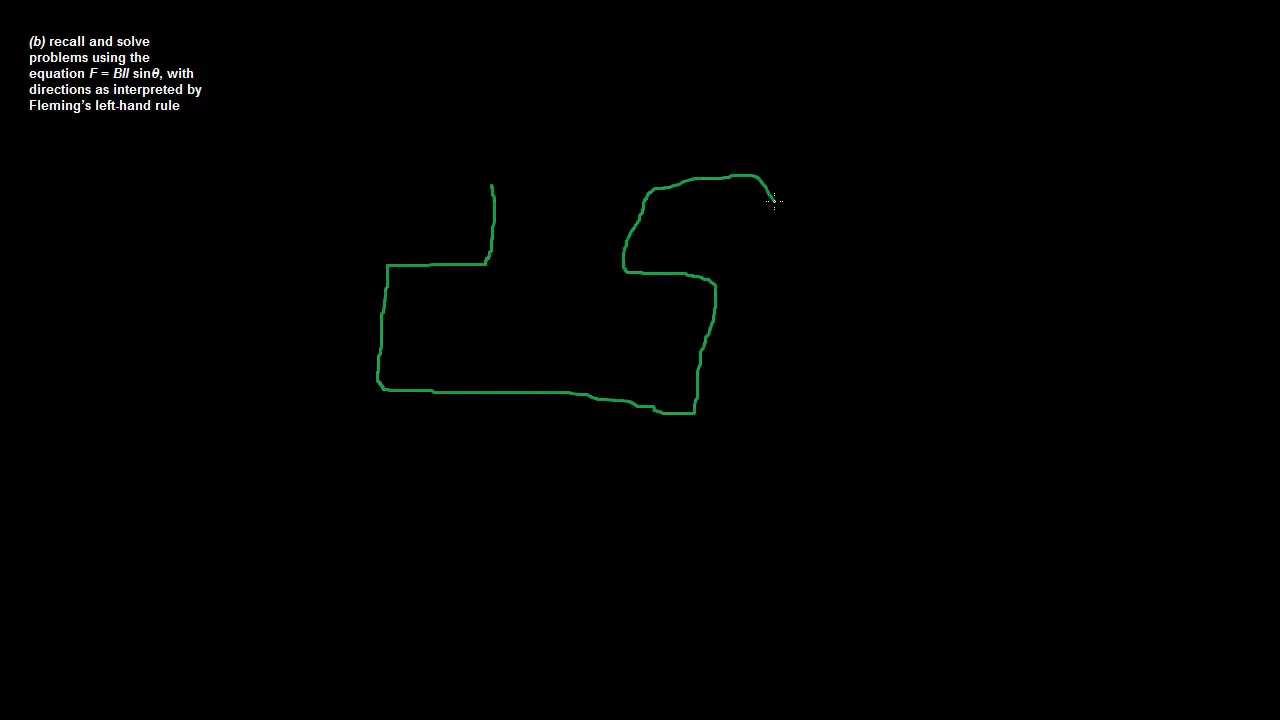 (b) recall and solve
problems using the
equation F = BIl sinθ, with
directions as interpreted by
Fleming’s left-hand rule